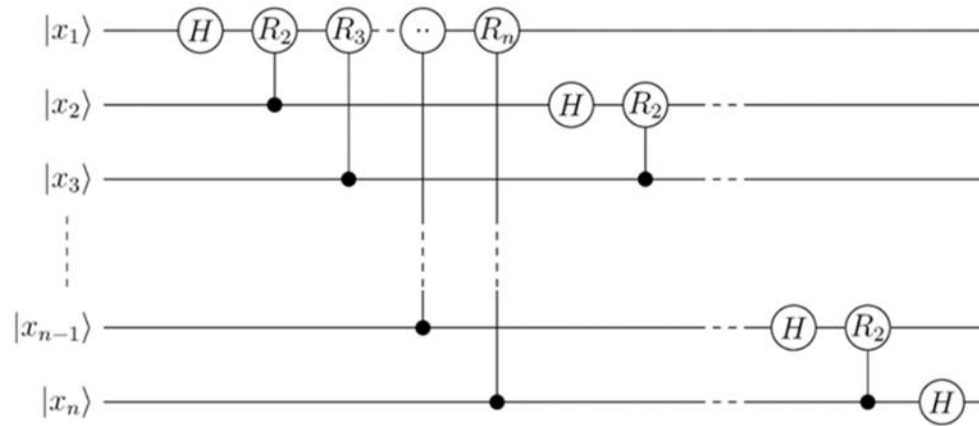 |x₁⟩ H R₂ R₃ ·· Rₙ
|x₂⟩ H R₂
|x₃⟩
|xₙ₋₁⟩ H R₂
|xₙ⟩ H